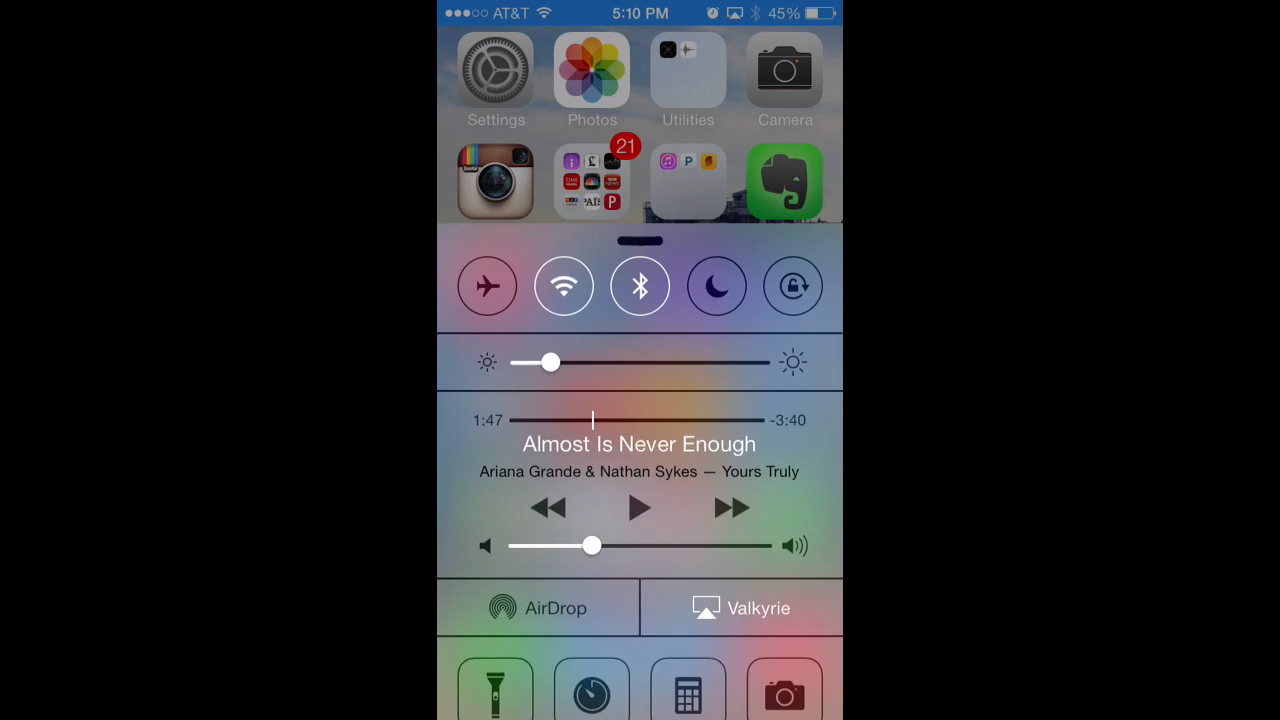 AT&T 5:10 PM 45%
Settings Photos Utilities Camera
21
1:47 -3:40
Almost Is Never Enough
Ariana Grande & Nathan Sykes — Yours Truly
AirDrop Valkyrie